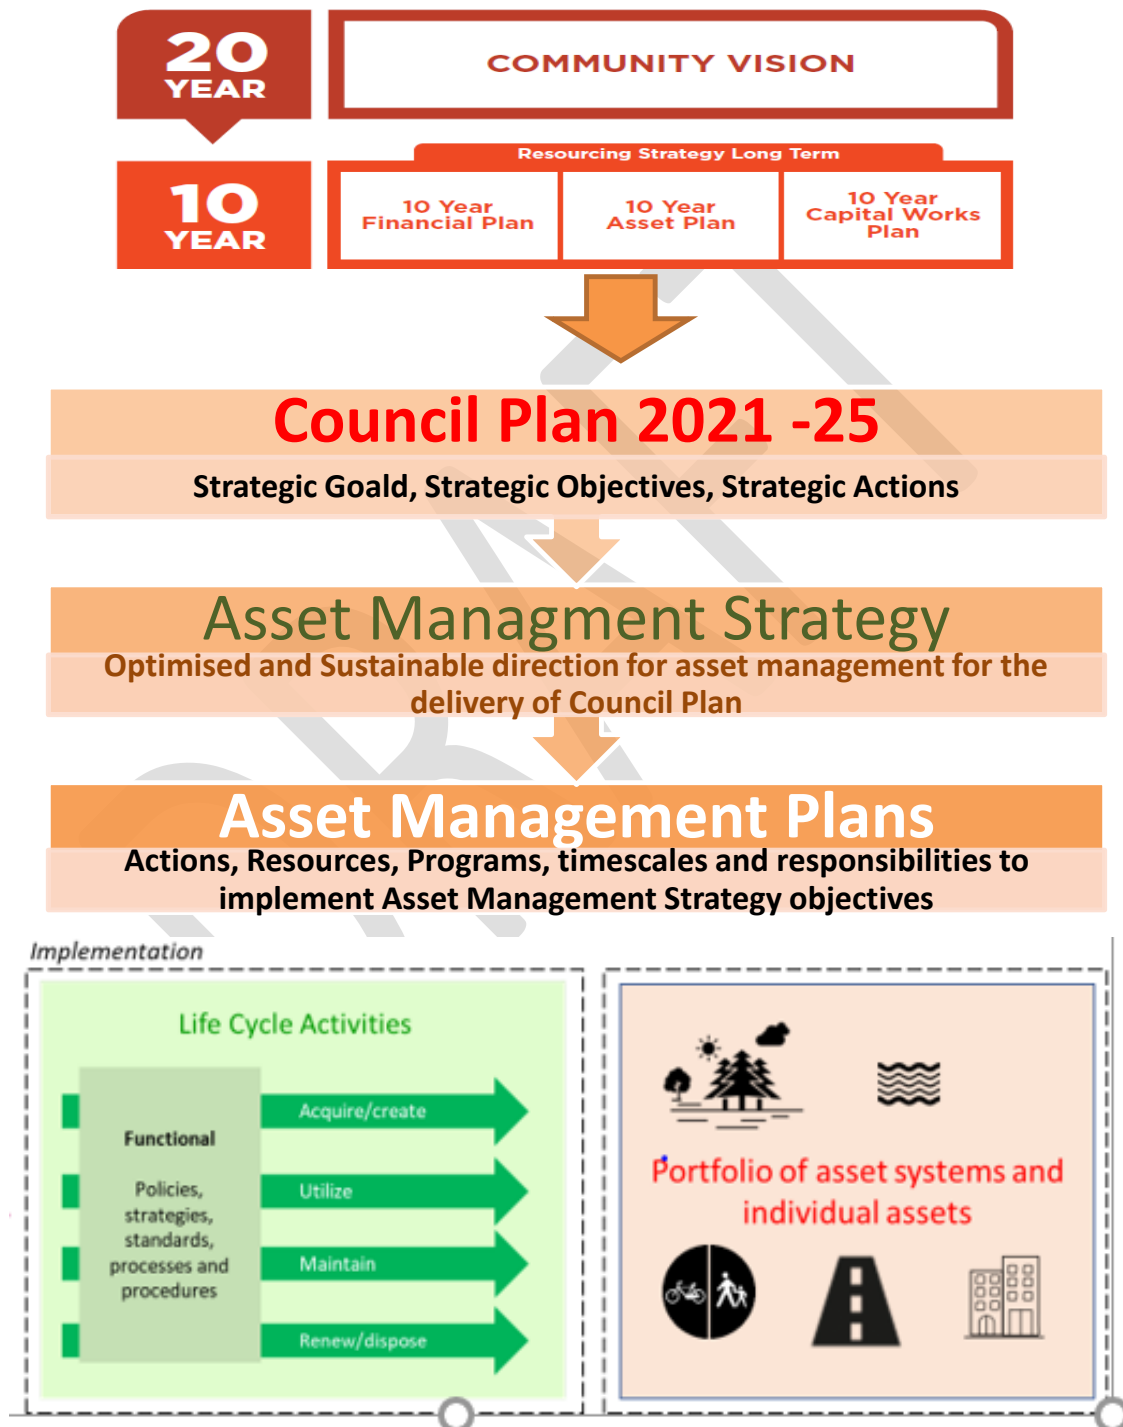 20
YEAR
COMMUNITY VISION
10
YEAR
Resourcing Strategy Long Term
10 Year
Financial Plan
10 Year
Asset Plan
10 Year
Capital Works
Plan
Council Plan 2021 -25
Strategic Goald, Strategic Objectives, Strategic Actions
Asset Managment Strategy
Optimised and Sustainable direction for asset management for the
delivery of Council Plan
Asset Management Plans
Actions, Resources, Programs, timescales and responsibilities to
implement Asset Management Strategy objectives
DRAFT
Implementation
Life Cycle Activities
Functional
Policies,
strategies,
standards,
processes and
procedures
Acquire/create
Utilize
Maintain
Renew/dispose
Portfolio of asset systems and
individual assets